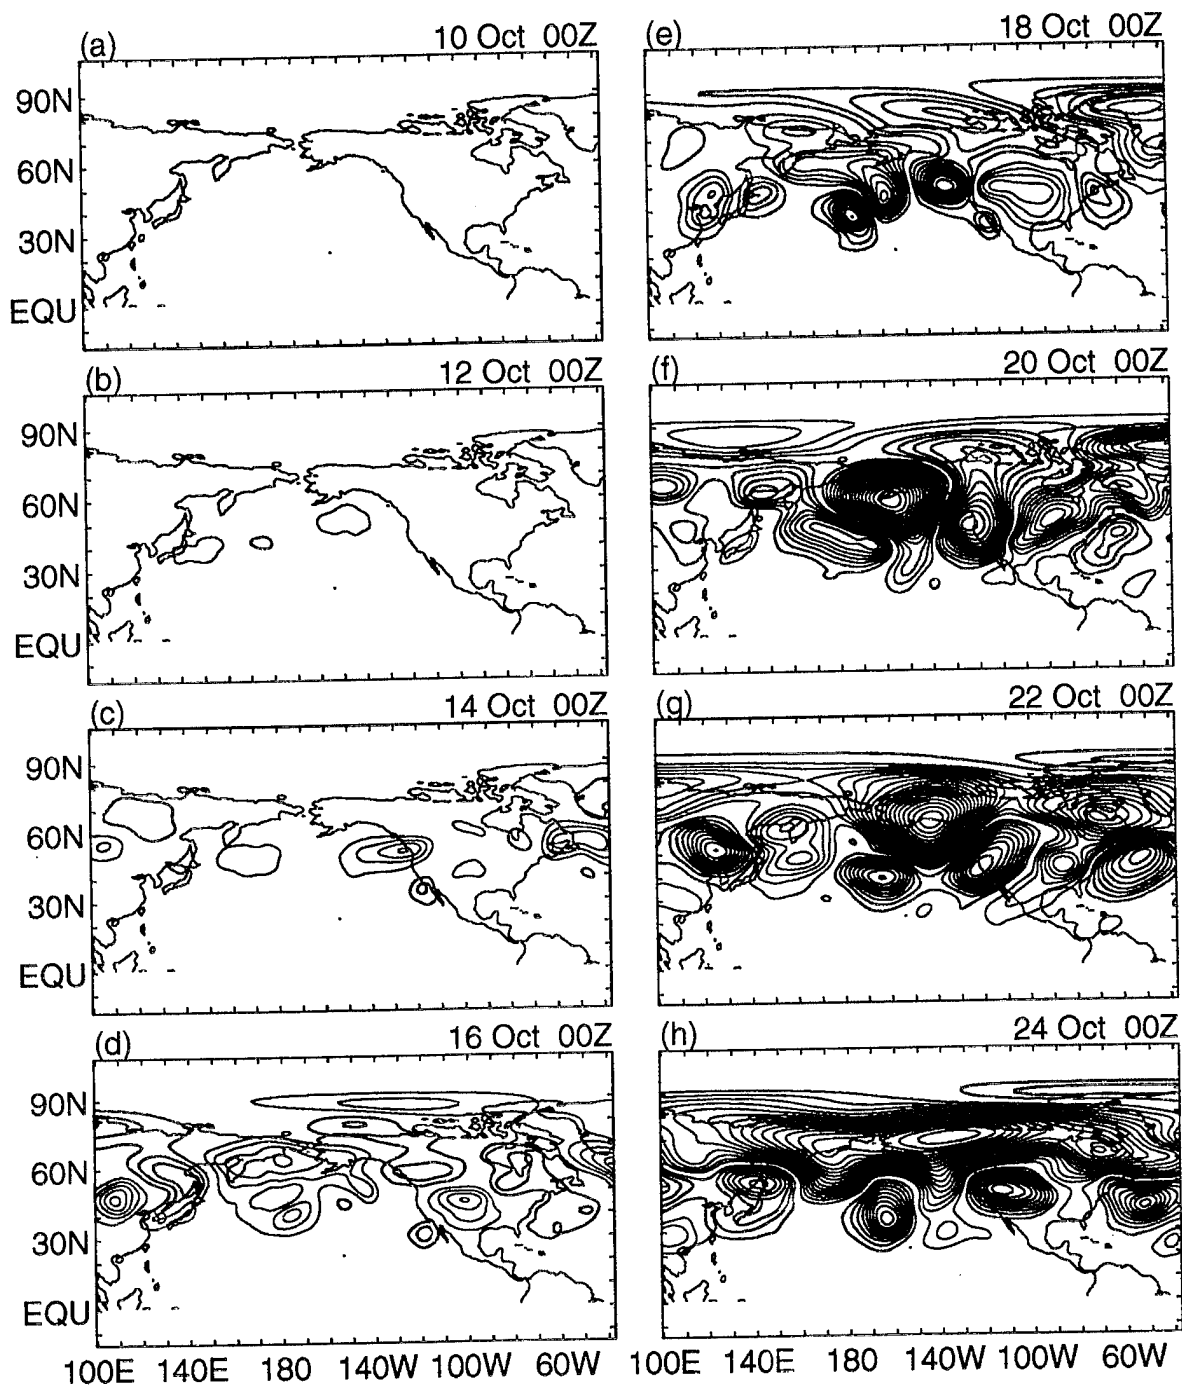 (a) 10 Oct 00Z
90N
60N
30N
EQU
(b) 12 Oct 00Z
90N
60N
30N
EQU
(c) 14 Oct 00Z
90N
60N
30N
EQU
(d) 16 Oct 00Z
90N
60N
30N
EQU
100E 140E 180 140W 100W 60W
(e) 18 Oct 00Z
(f) 20 Oct 00Z
(g) 22 Oct 00Z
(h) 24 Oct 00Z
100E 140E 180 140W 100W 60W